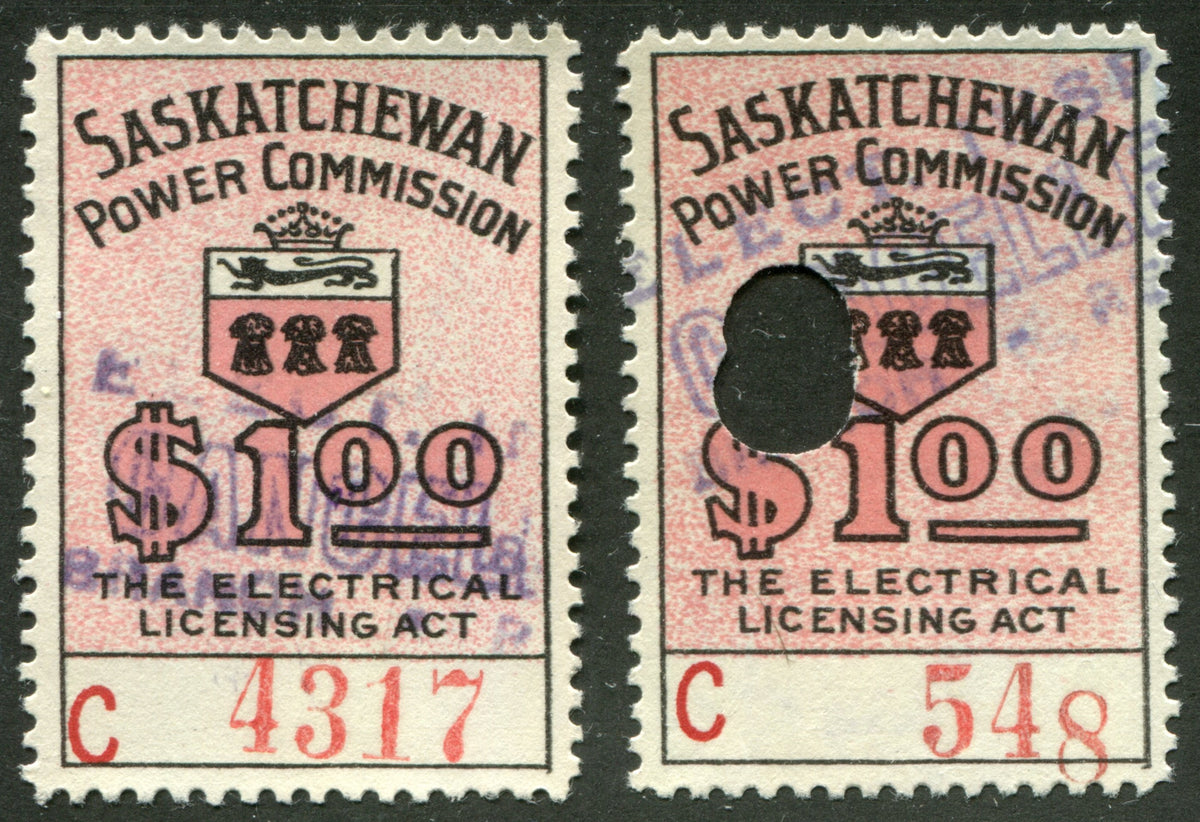 SASKATCHEWAN
POWER COMMISSION
$1.00
THE ELECTRICAL
LICENSING ACT
C 4317
SASKATCHEWAN
POWER COMMISSION
$1.00
THE ELECTRICAL
LICENSING ACT
C 548